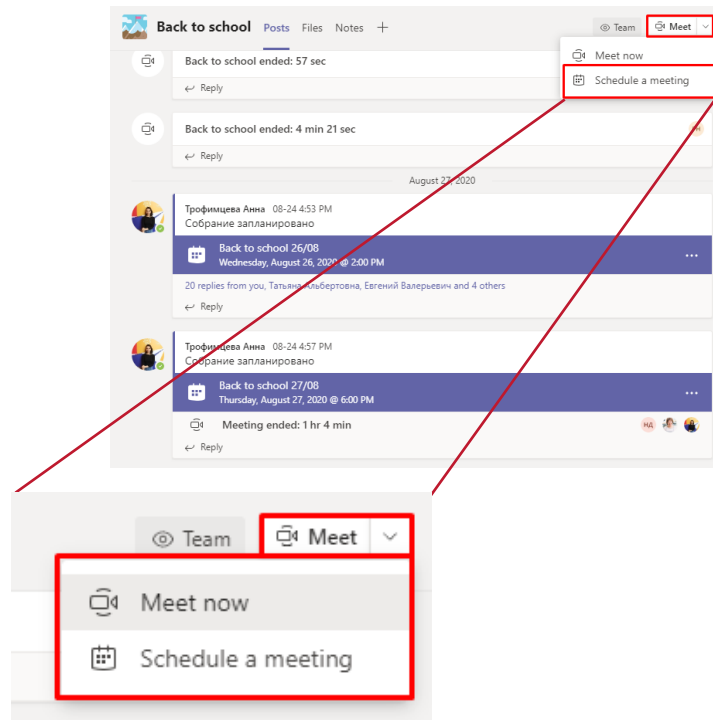 Back to school Posts Files Notes
Team Meet
Meet now
Schedule a meeting
Back to school ended: 57 sec
Reply
Back to school ended: 4 min 21 sec
Reply
August 27, 2020
Трофимцева Анна 08-24 4:53 PM
Собрание запланировано
Back to school 26/08
Wednesday, August 26, 2020 @ 2:00 PM
20 replies from you, Татьяна Альбертовна, Евгений Валерьевич and 4 others
Reply
Трофимцева Анна 08-24 4:57 PM
Собрание запланировано
Back to school 27/08
Thursday, August 27, 2020 @ 6:00 PM
Meeting ended: 1 hr 4 min
НД
Reply
Team Meet
Meet now
Schedule a meeting